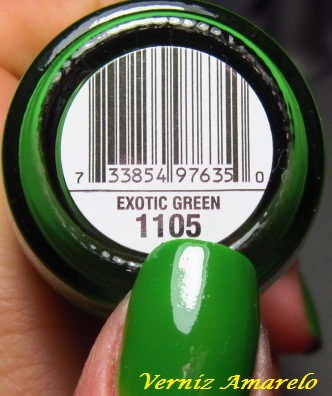 7 33854 97635 0
EXOTIC GREEN
1105
Verniz Amarelo